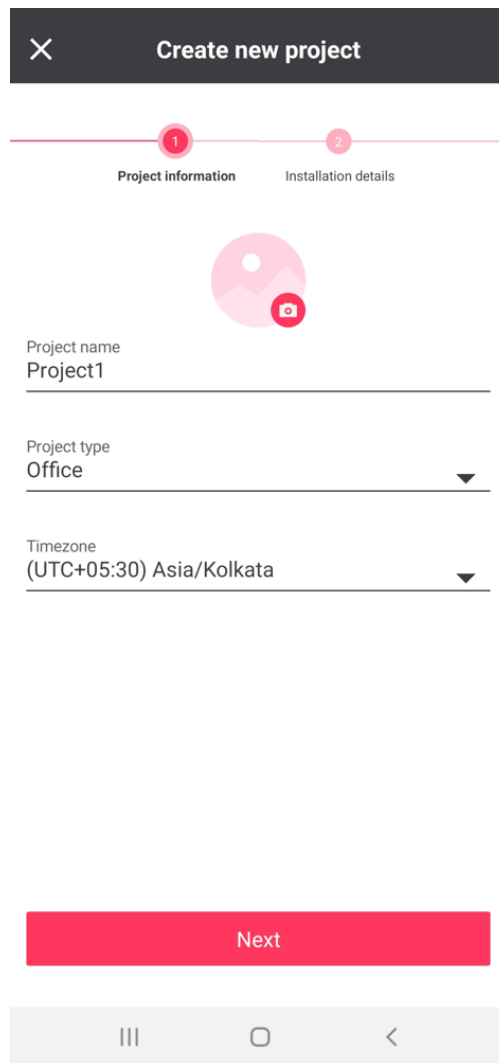 Create new project
1
2
Project information
Installation details
Project name
Project1
Project type
Office
Timezone
(UTC+05:30) Asia/Kolkata
Next